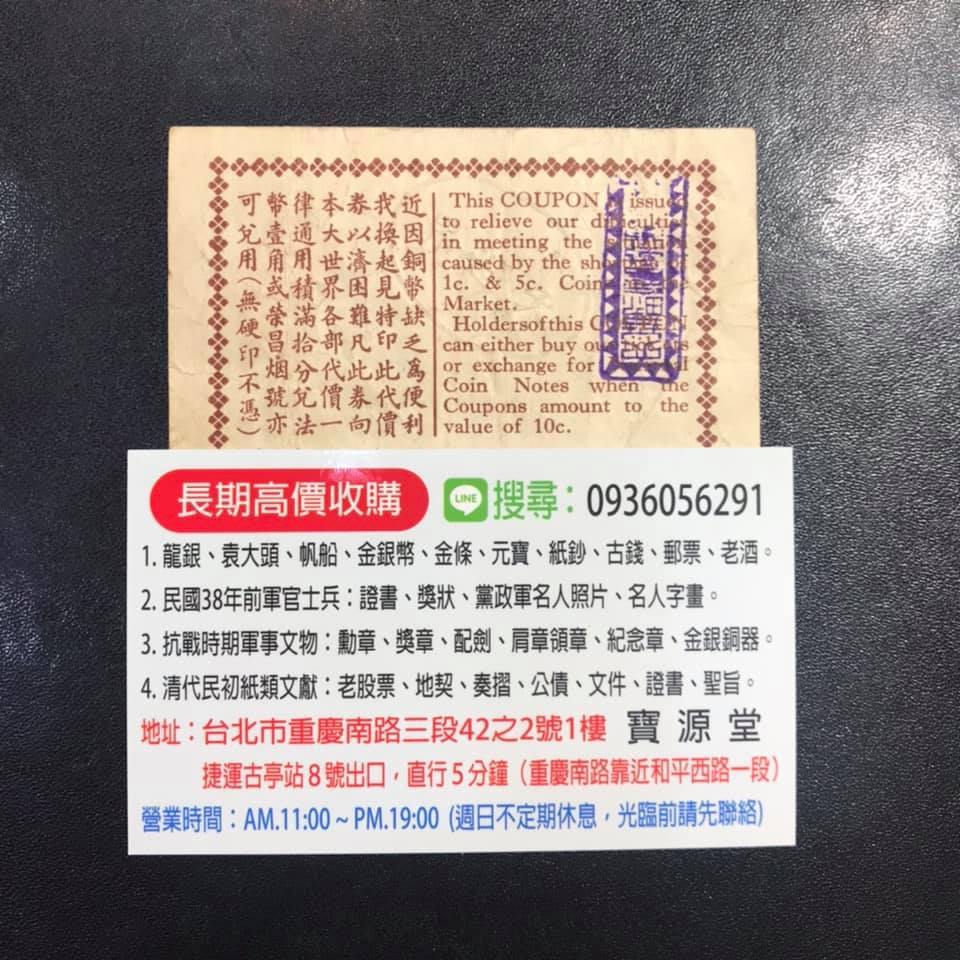 近因銅幣缺乏爲便利
找換起見特印此代價
券以濟困難凡此券向
本大世界各部代價一
律通用積滿拾分兌法
幣壹角或榮昌烟號亦
可兌用(無硬印不憑)
This COUPON issued
to relieve our difficulties
in meeting the
caused by the
1c. & 5c. Coins the
Market.
Holders of this
can either buy our
or exchange for
Coin Notes when the
Coupons amount to the
value of 10c.
長期高價收購 LINE 搜尋：0936056291
1. 龍銀、袁大頭、帆船、金銀幣、金條、元寶、紙鈔、古錢、郵票、老酒。
2. 民國38年前軍官士兵：證書、獎狀、黨政軍名人照片、名人字畫。
3. 抗戰時期軍事文物：勳章、獎章、配劍、肩章領章、紀念章、金銀銅器。
4. 清代民初紙類文獻：老股票、地契、奏摺、公債、文件、證書、聖旨。
地址：台北市重慶南路三段42之2號1樓 寶源堂
捷運古亭站8號出口，直行5分鐘（重慶南路靠近和平西路一段）
營業時間：AM.11:00 ~ PM.19:00 (週日不定期休息，光臨前請先聯絡)